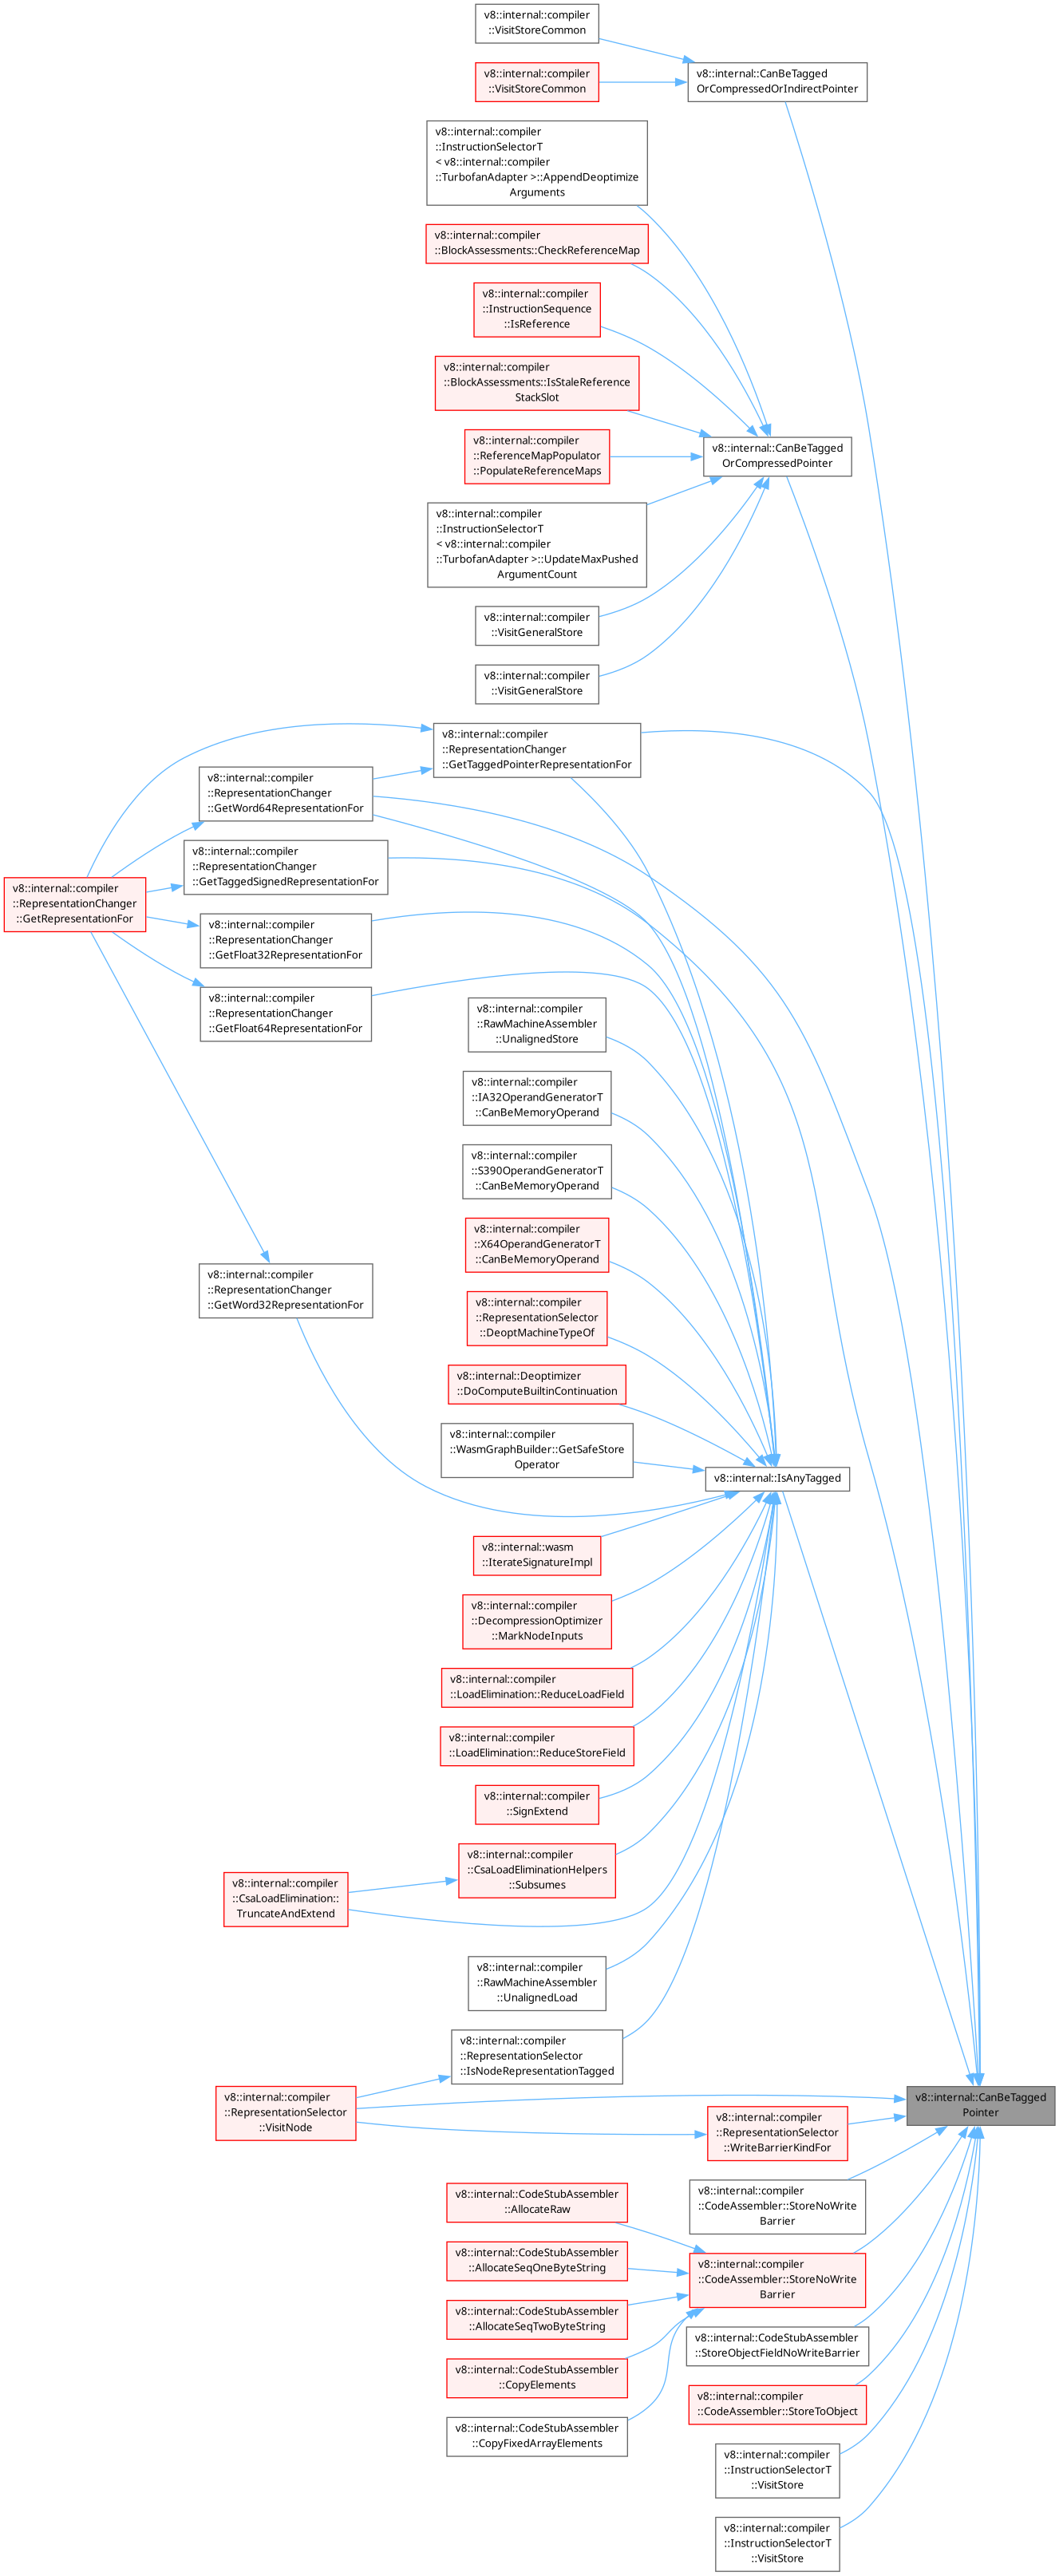 v8::internal::compiler
::VisitStoreCommon
v8::internal::compiler
::VisitStoreCommon
v8::internal::CanBeTagged
OrCompressedOrIndirectPointer
v8::internal::compiler
::InstructionSelectorT
< v8::internal::compiler
::TurbofanAdapter >::AppendDeoptimize
Arguments
v8::internal::compiler
::BlockAssessments::CheckReferenceMap
v8::internal::compiler
::InstructionSequence
::IsReference
v8::internal::compiler
::BlockAssessments::IsStaleReference
StackSlot
v8::internal::compiler
::ReferenceMapPopulator
::PopulateReferenceMaps
v8::internal::CanBeTagged
OrCompressedPointer
v8::internal::compiler
::InstructionSelectorT
< v8::internal::compiler
::TurbofanAdapter >::UpdateMaxPushed
ArgumentCount
v8::internal::compiler
::VisitGeneralStore
v8::internal::compiler
::VisitGeneralStore
v8::internal::compiler
::RepresentationChanger
::GetTaggedPointerRepresentationFor
v8::internal::compiler
::RepresentationChanger
::GetWord64RepresentationFor
v8::internal::compiler
::RepresentationChanger
::GetTaggedSignedRepresentationFor
v8::internal::compiler
::RepresentationChanger
::GetRepresentationFor
v8::internal::compiler
::RepresentationChanger
::GetFloat32RepresentationFor
v8::internal::compiler
::RepresentationChanger
::GetFloat64RepresentationFor
v8::internal::compiler
::RawMachineAssembler
::UnalignedStore
v8::internal::compiler
::IA32OperandGeneratorT
::CanBeMemoryOperand
v8::internal::compiler
::S390OperandGeneratorT
::CanBeMemoryOperand
v8::internal::compiler
::X64OperandGeneratorT
::CanBeMemoryOperand
v8::internal::compiler
::RepresentationChanger
::GetWord32RepresentationFor
v8::internal::compiler
::RepresentationSelector
::DeoptMachineTypeOf
v8::internal::Deoptimizer
::DoComputeBuiltinContinuation
v8::internal::compiler
::WasmGraphBuilder::GetSafeStore
Operator
v8::internal::IsAnyTagged
v8::internal::wasm
::IterateSignatureImpl
v8::internal::compiler
::DecompressionOptimizer
::MarkNodeInputs
v8::internal::compiler
::LoadElimination::ReduceLoadField
v8::internal::compiler
::LoadElimination::ReduceStoreField
v8::internal::compiler
::SignExtend
v8::internal::compiler
::CsaLoadEliminationHelpers
::Subsumes
v8::internal::compiler
::CsaLoadElimination::
TruncateAndExtend
v8::internal::compiler
::RawMachineAssembler
::UnalignedLoad
v8::internal::compiler
::RepresentationSelector
::IsNodeRepresentationTagged
v8::internal::compiler
::RepresentationSelector
::VisitNode
v8::internal::CanBeTagged
Pointer
v8::internal::compiler
::RepresentationSelector
::WriteBarrierKindFor
v8::internal::compiler
::CodeAssembler::StoreNoWrite
Barrier
v8::internal::CodeStubAssembler
::AllocateRaw
v8::internal::CodeStubAssembler
::AllocateSeqOneByteString
v8::internal::compiler
::CodeAssembler::StoreNoWrite
Barrier
v8::internal::CodeStubAssembler
::AllocateSeqTwoByteString
v8::internal::CodeStubAssembler
::StoreObjectFieldNoWriteBarrier
v8::internal::CodeStubAssembler
::CopyElements
v8::internal::compiler
::CodeAssembler::StoreToObject
v8::internal::CodeStubAssembler
::CopyFixedArrayElements
v8::internal::compiler
::InstructionSelectorT
::VisitStore
v8::internal::compiler
::InstructionSelectorT
::VisitStore